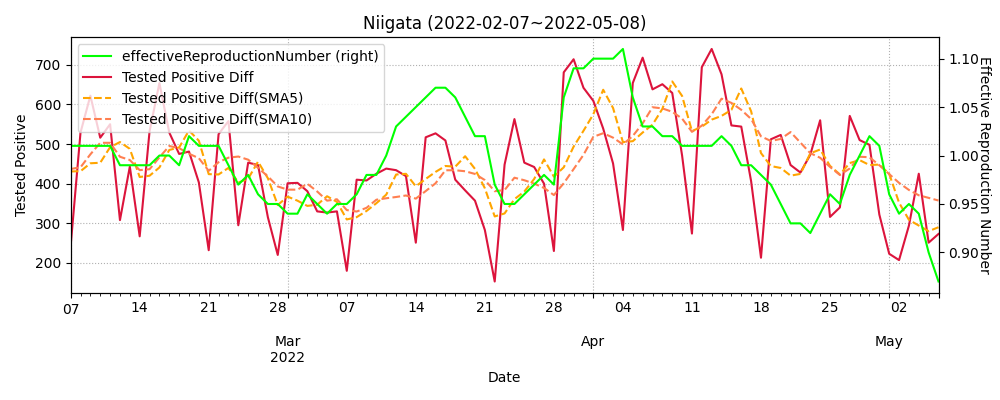 Niigata (2022-02-07~2022-05-08)
effectiveReproductionNumber (right)
Tested Positive Diff
Tested Positive Diff(SMA5)
Tested Positive Diff(SMA10)
Tested Positive
700
600
500
400
300
200
1.10
1.05
1.00
0.95
0.90
Effective Reproduction Number
07 14 21 28 07 14 21 28 04 11 18 25 02
Mar Apr May
2022
Date